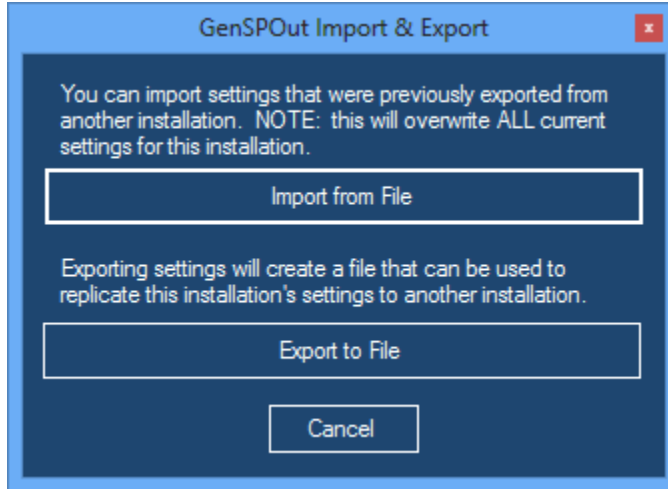 GenSPOut Import & Export
x
You can import settings that were previously exported from
another installation. NOTE: this will overwrite ALL current
settings for this installation.
Import from File
Exporting settings will create a file that can be used to
replicate this installation's settings to another installation.
Export to File
Cancel